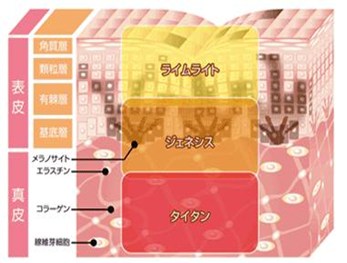 表皮
角質層
顆粒層
有棘層
基底層
真皮
メラノサイト
エラスチン
コラーゲン
線維芽細胞
ライムライト
ジェネシス
タイタン